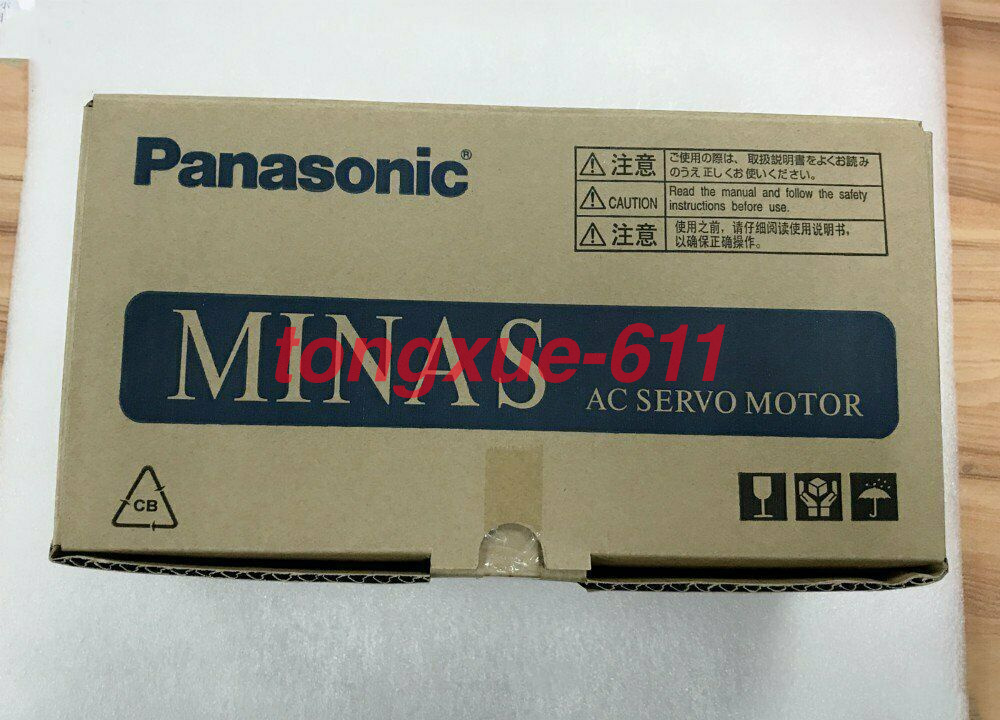 Panasonic®
注意
ご使用の際は、取扱説明書をよくお読み
のうえ正しくお使いください。
CAUTION
Read the manual and follow the safety
instructions before use.
注意
使用之前，请仔细阅读使用说明书，
以确保正确操作。
MINAS
tongxue-611
AC SERVO MOTOR
CB